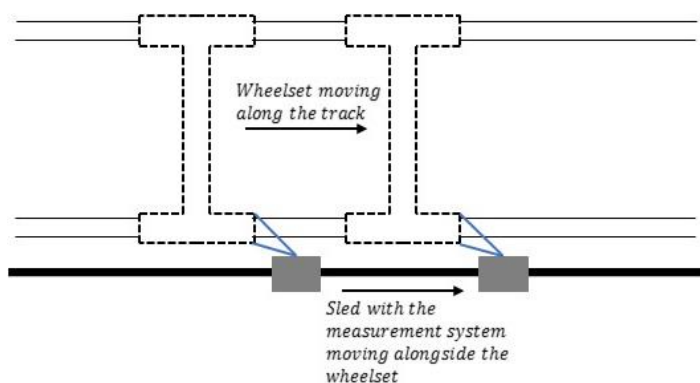 Wheelset moving
along the track
Sled with the
measurement system
moving alongside the
wheelset